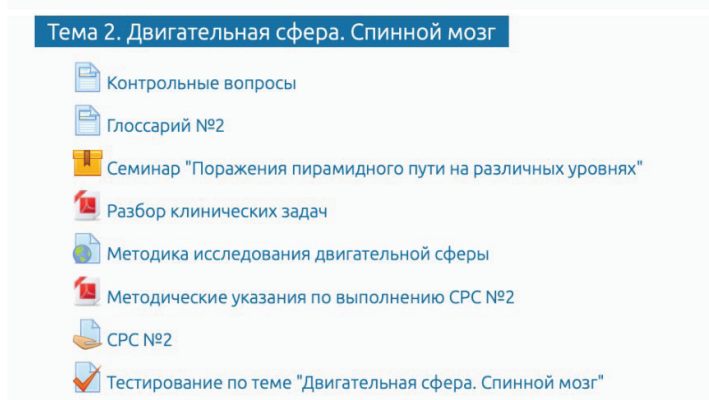 Тема 2. Двигательная сфера. Спинной мозг
Контрольные вопросы
Глоссарий №2
Семинар "Поражения пирамидного пути на различных уровнях"
Разбор клинических задач
Методика исследования двигательной сферы
Методические указания по выполнению СРС №2
СРС №2
Тестирование по теме "Двигательная сфера. Спинной мозг"